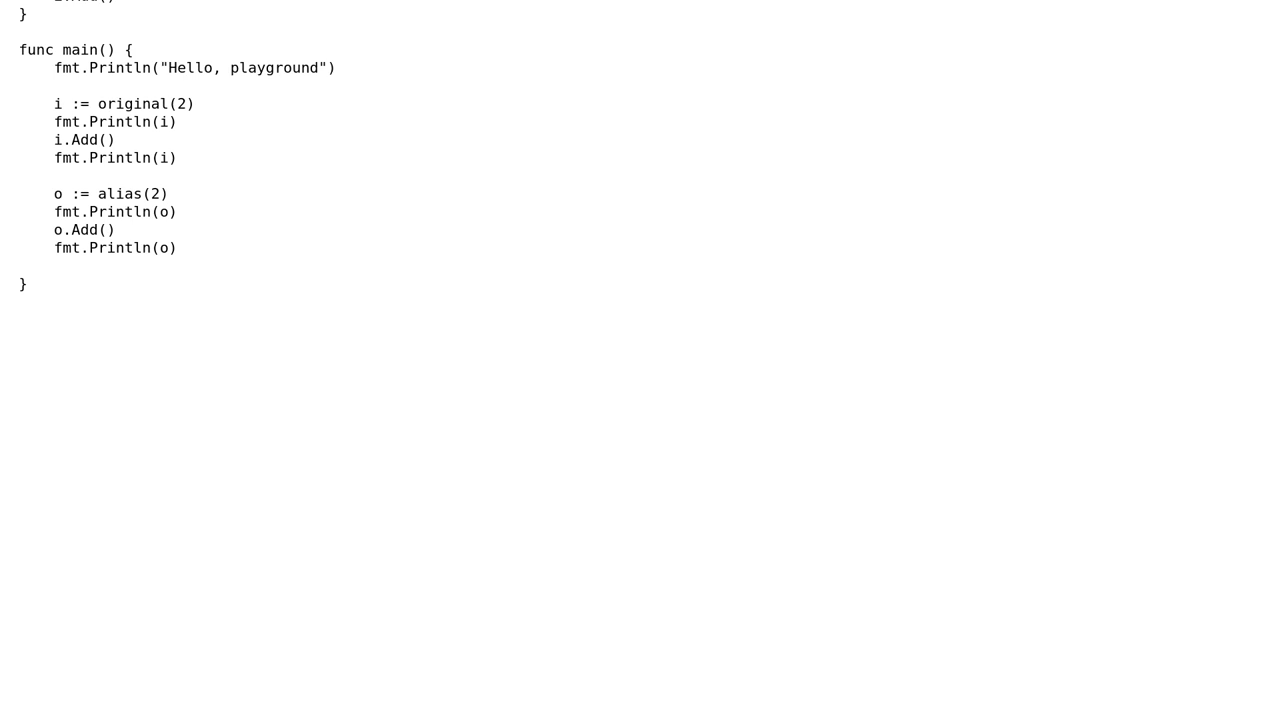 }

func main() {
    fmt.Println("Hello, playground")

    i := original(2)
    fmt.Println(i)
    i.Add()
    fmt.Println(i)

    o := alias(2)
    fmt.Println(o)
    o.Add()
    fmt.Println(o)

}